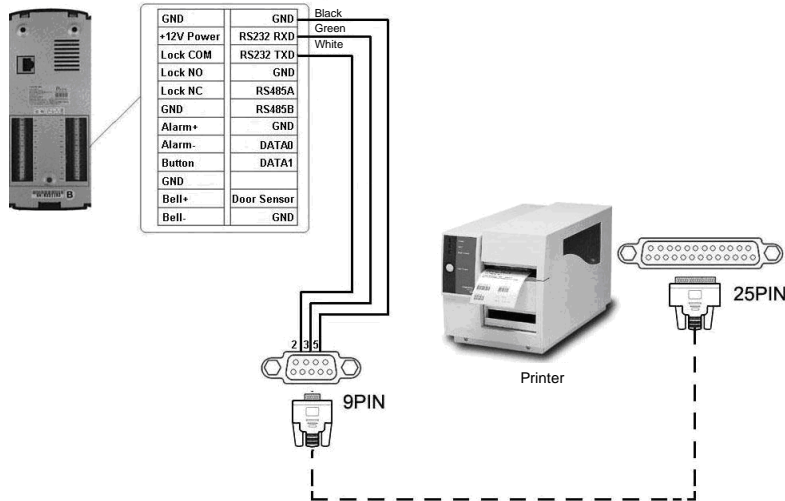 GND GND Black
+12V Power RS232 RXD Green
Lock COM RS232 TXD White
Lock NO GND
Lock NC RS485A
GND RS485B
Alarm+ GND
Alarm- DATA0
Button DATA1
GND
Bell+ Door Sensor
Bell- GND
B
25PIN
2 3 5
Printer
9PIN